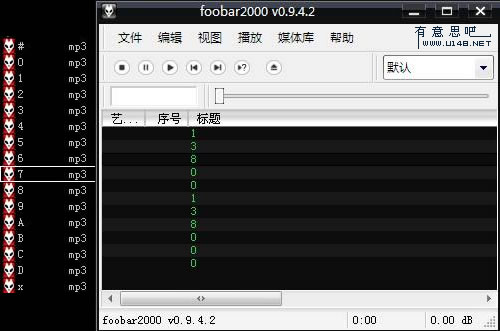 foobar2000 v0.9.4.2
文件 编辑 视图 播放 媒体库 帮助
有意思吧
www.U148.NET
默认
艺... 序号 标题
# mp3
0 mp3
1 mp3
2 mp3
3 mp3
4 mp3
5 mp3
6 mp3
7 mp3
8 mp3
9 mp3
A mp3
B mp3
C mp3
D mp3
x mp3
1
3
8
0
0
1
3
8
0
0
0
foobar2000 v0.9.4.2 0:00 0.00 dB